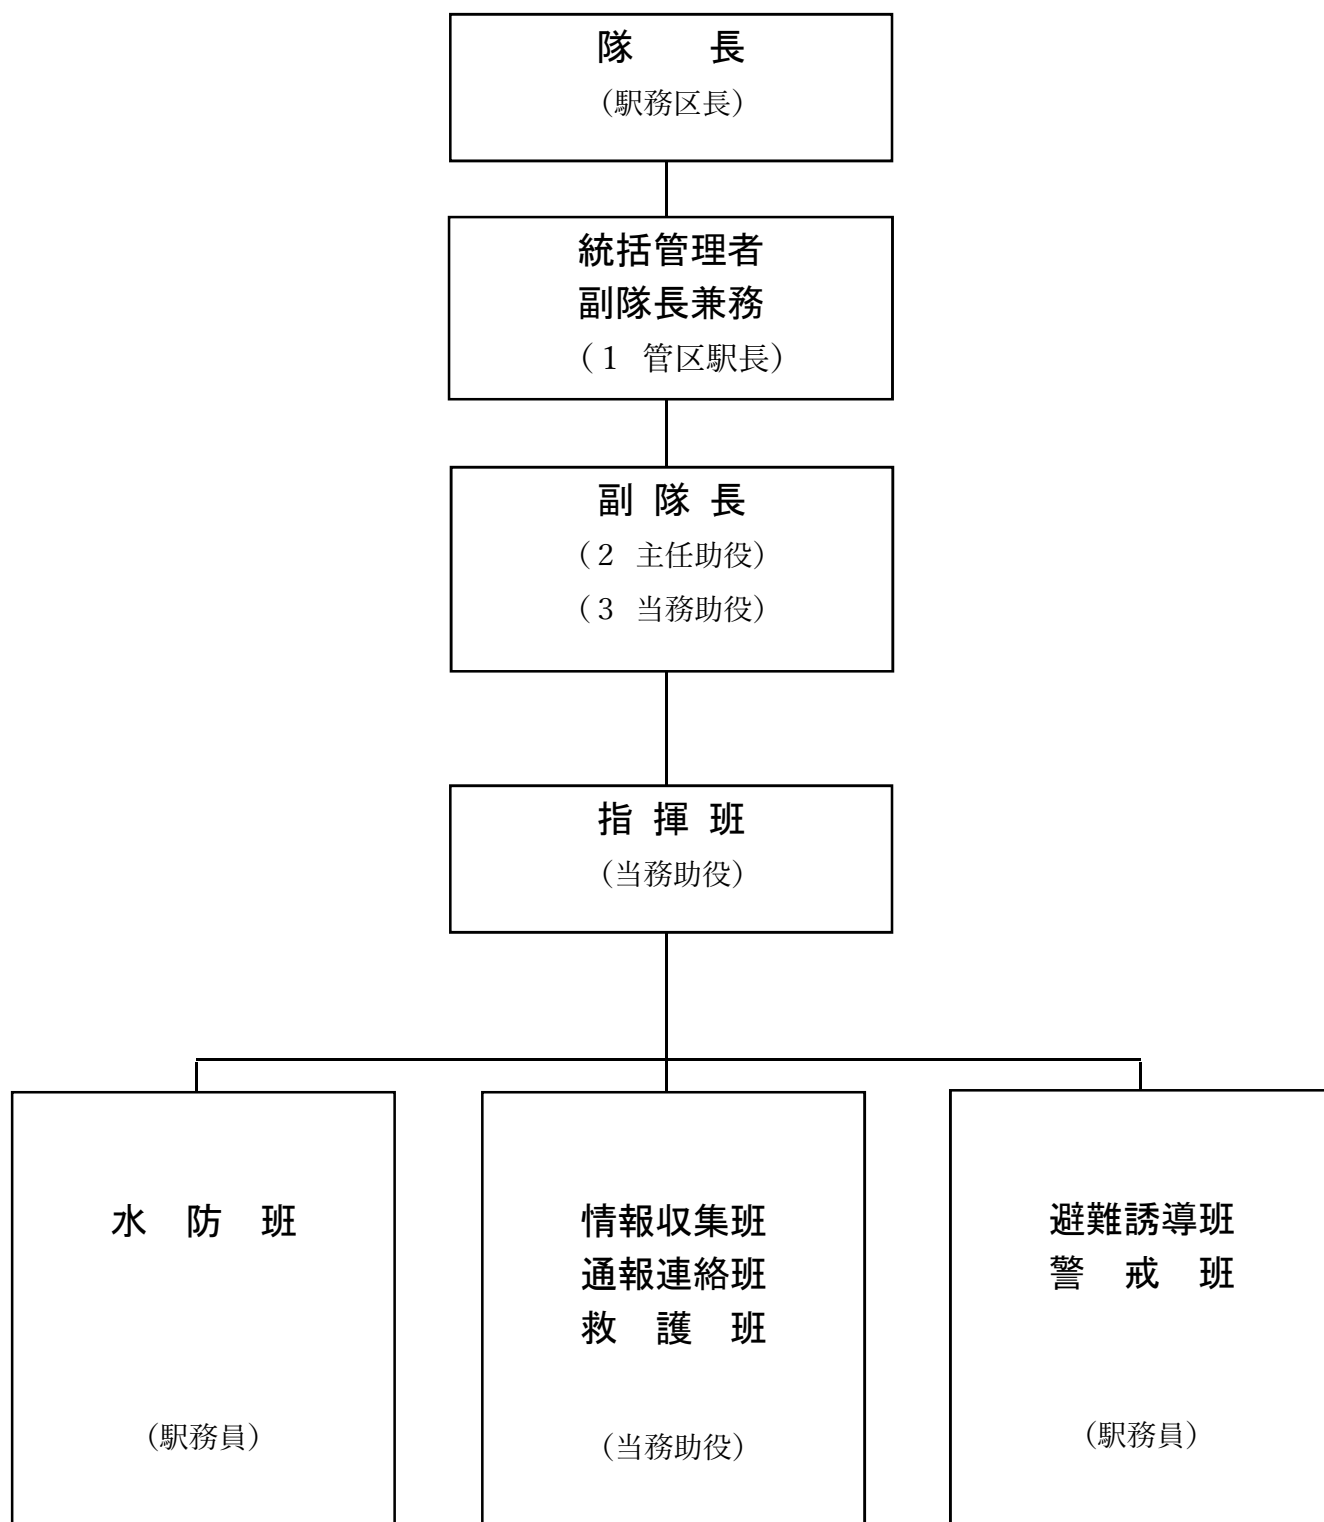 隊　　長
（駅務区長）
統括管理者
副隊長兼務
（１ 管区駅長）
副 隊 長
（２ 主任助役）
（３ 当務助役）
指 揮 班
（当務助役）
水　防　班
（駅務員）
情報収集班
通報連絡班
救　護　班
（当務助役）
避難誘導班
警　戒　班
（駅務員）